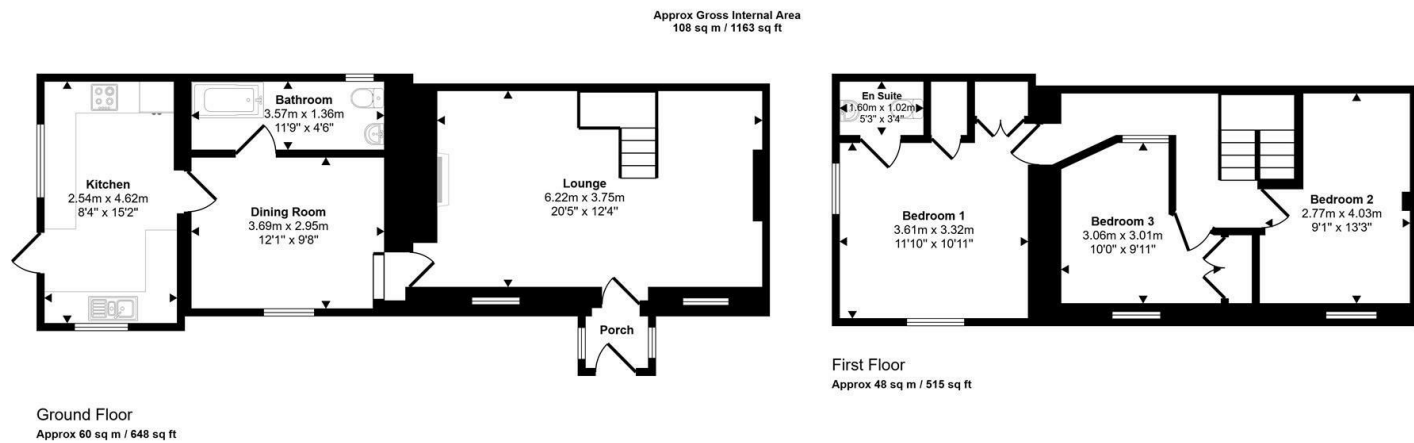 Approx Gross Internal Area
108 sq m / 1163 sq ft
Kitchen
2.54m x 4.62m
8'4" x 15'2"
Bathroom
3.57m x 1.36m
11'9" x 4'6"
Dining Room
3.69m x 2.95m
12'1" x 9'8"
Lounge
6.22m x 3.75m
20'5" x 12'4"
Porch
Ground Floor
Approx 60 sq m / 648 sq ft
En Suite
1.60m x 1.02m
5'3" x 3'4"
Bedroom 1
3.61m x 3.32m
11'10" x 10'11"
Bedroom 3
3.06m x 3.01m
10'0" x 9'11"
Bedroom 2
2.77m x 4.03m
9'1" x 13'3"
First Floor
Approx 48 sq m / 515 sq ft